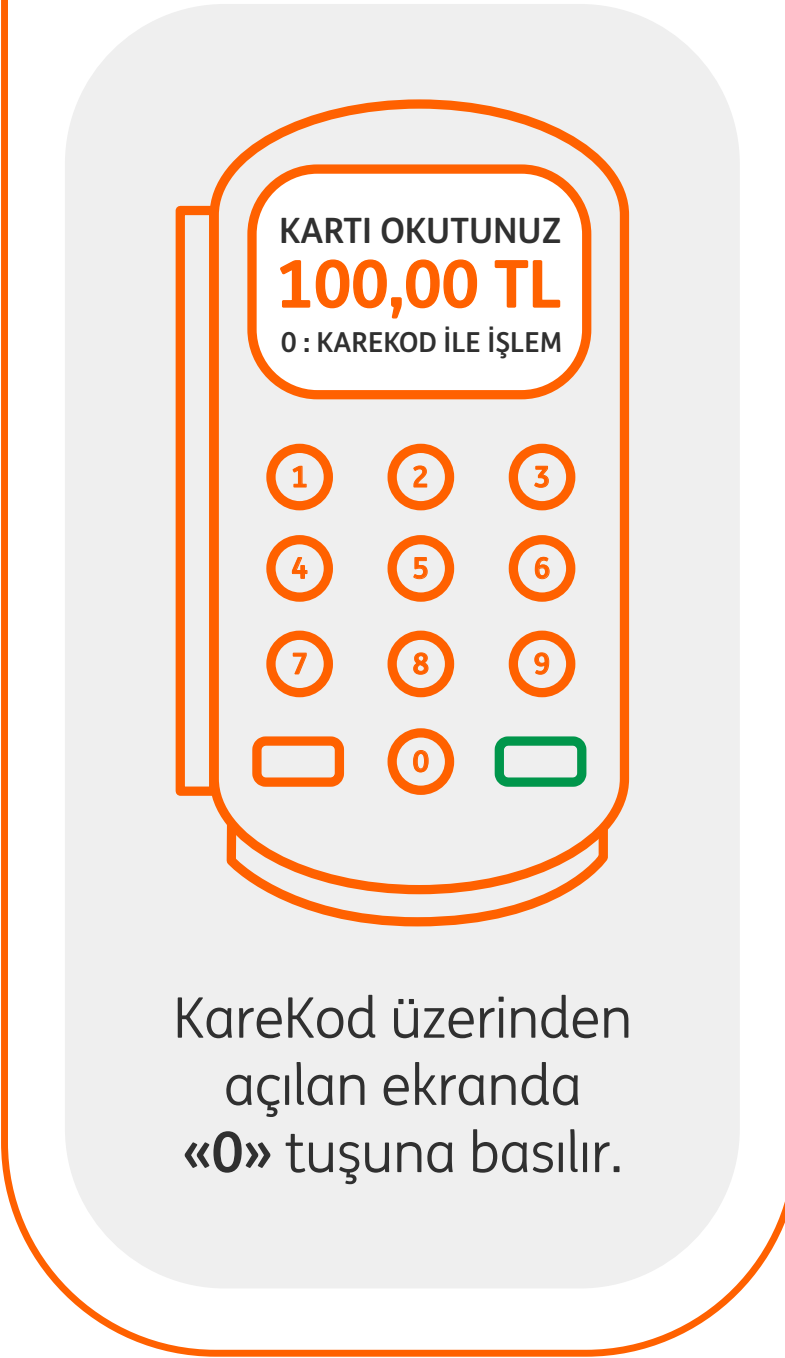 KARTI OKUTUNUZ
100,00 TL
0 : KAREKOD İLE İŞLEM
1 2 3
4 5 6
7 8 9
0
KareKod üzerinden
açılan ekranda
«0» tuşuna basılır.